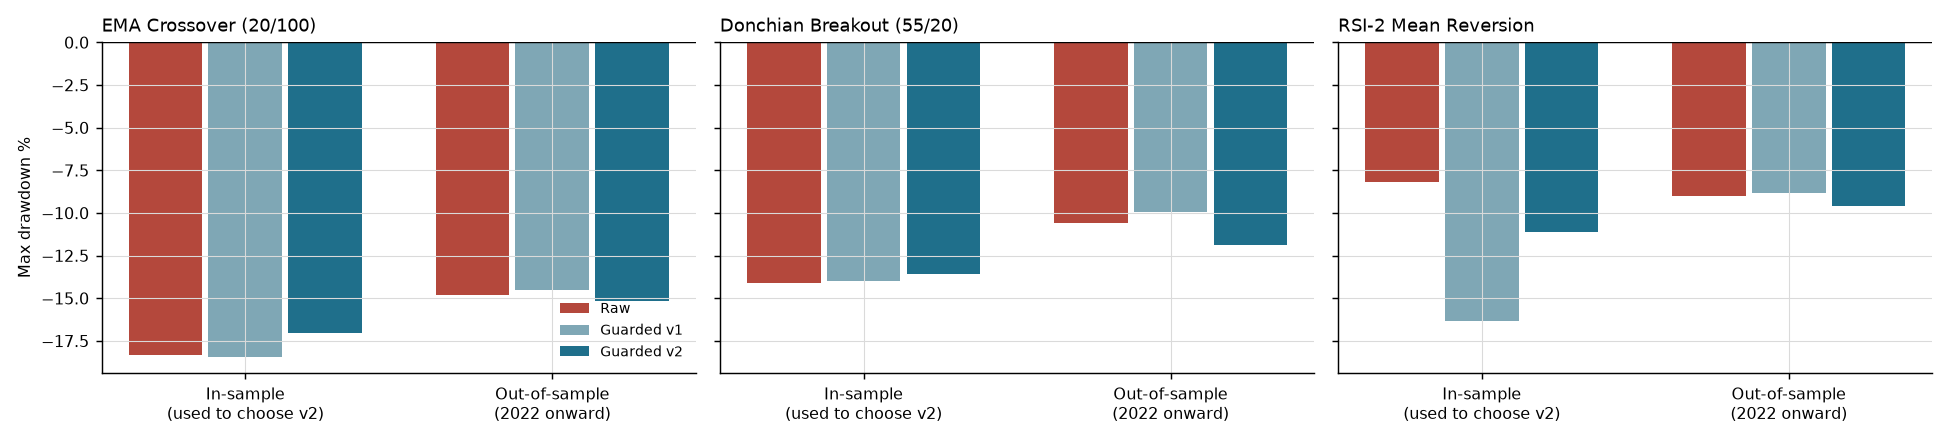 EMA Crossover (20/100)
Donchian Breakout (55/20)
RSI-2 Mean Reversion
Max drawdown %
0.0
−2.5
−5.0
−7.5
−10.0
−12.5
−15.0
−17.5
Raw
Guarded v1
Guarded v2
In-sample
(used to choose v2)
Out-of-sample
(2022 onward)
In-sample
(used to choose v2)
Out-of-sample
(2022 onward)
In-sample
(used to choose v2)
Out-of-sample
(2022 onward)